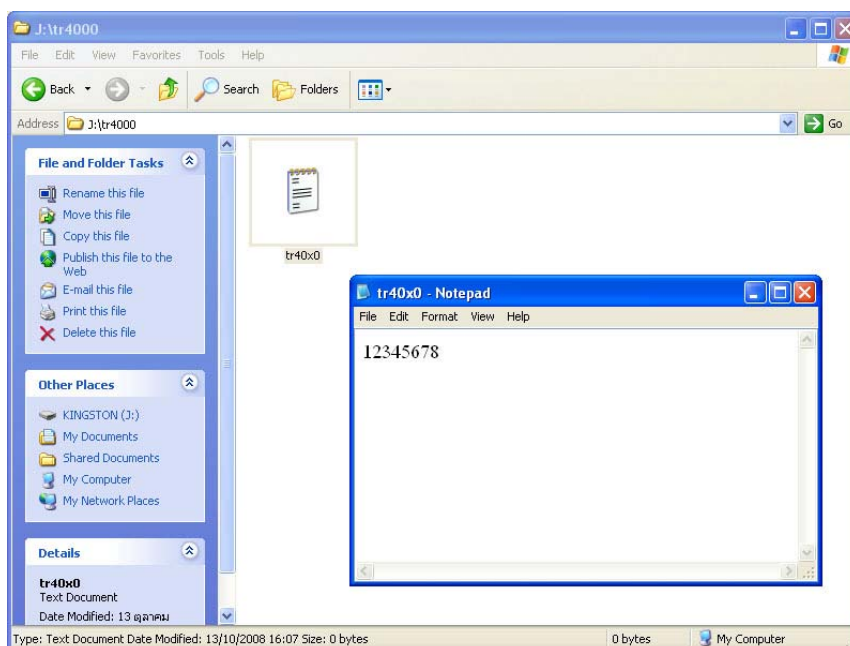 J:\tr4000
File Edit View Favorites Tools Help
Back Search Folders
Address J:\tr4000 Go
File and Folder Tasks
Rename this file
Move this file
Copy this file
Publish this file to the
Web
E-mail this file
Print this file
Delete this file
Other Places
KINGSTON (J:)
My Documents
Shared Documents
My Computer
My Network Places
Details
tr40x0
Text Document
Date Modified: 13 ตุลาคม
tr40x0
tr40x0 - Notepad
File Edit Format View Help
12345678
Type: Text Document Date Modified: 13/10/2008 16:07 Size: 0 bytes 0 bytes My Computer